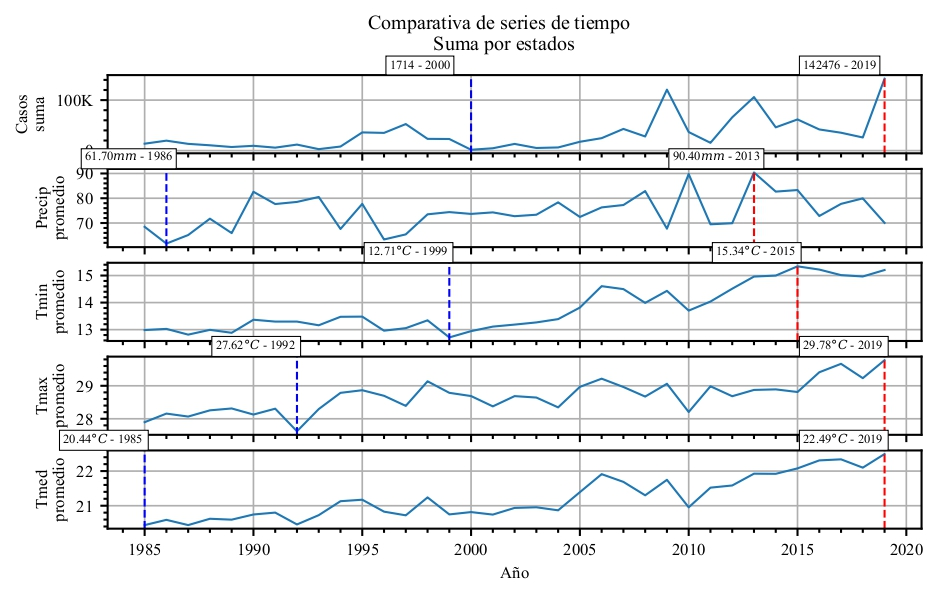 Comparativa de series de tiempo
Suma por estados
1714 - 2000
142476 - 2019
Casos
suma
100K
0
61.70mm - 1986
90.40mm - 2013
Precip
promedio
90
80
70
12.71°C - 1999
15.34°C - 2015
Tmin
promedio
15
14
13
27.62°C - 1992
29.78°C - 2019
Tmax
promedio
29
28
20.44°C - 1985
22.49°C - 2019
Tmed
promedio
22
21
1985 1990 1995 2000 2005 2010 2015 2020
Año